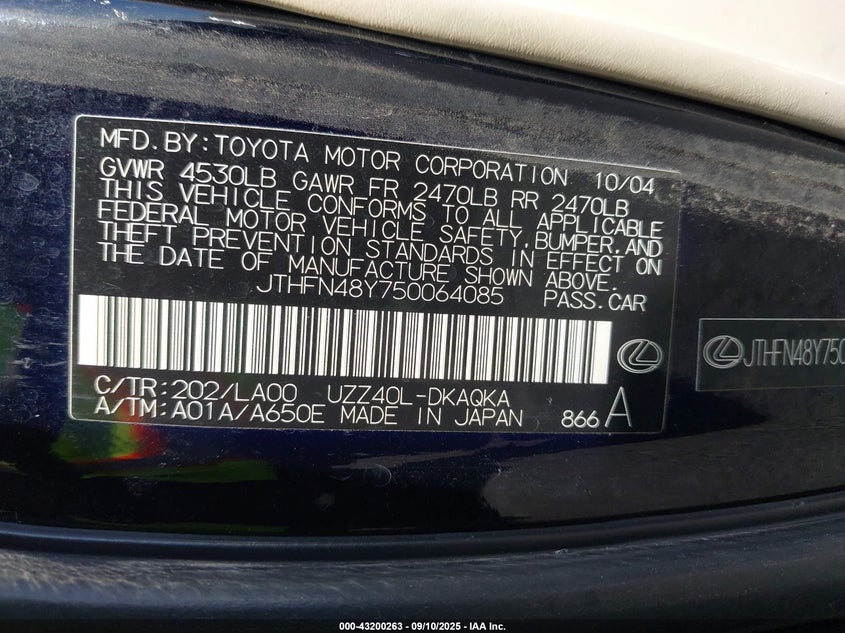 MFD.BY:TOYOTA MOTOR CORPORATION 10/04
GVWR 4530LB GAWR FR 2470LB RR 2470LB
THIS VEHICLE CONFORMS TO ALL APPLICABLE
FEDERAL MOTOR VEHICLE SAFETY,BUMPER,AND
THEFT PREVENTION STANDARDS IN EFFECT ON
THE DATE OF MANUFACTURE SHOWN ABOVE.
JTHFN48Y750064085 PASS.CAR
C/TR:202/LA00 UZZ40L-DKAQKA
A/TM:A01A/A650E MADE IN JAPAN 866 A
JTHFN48Y750
000-43200263 - 09/10/2025 - IAA Inc.